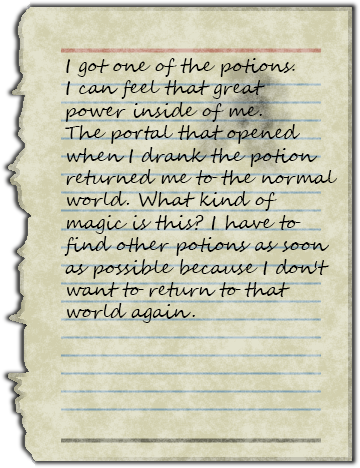 I got one of the potions.
I can feel that great
power inside of me.
The portal that opened
when I drank the potion
returned me to the normal
world. What kind of
magic is this? I have to
find other potions as soon
as possible because I don't
want to return to that
world again.